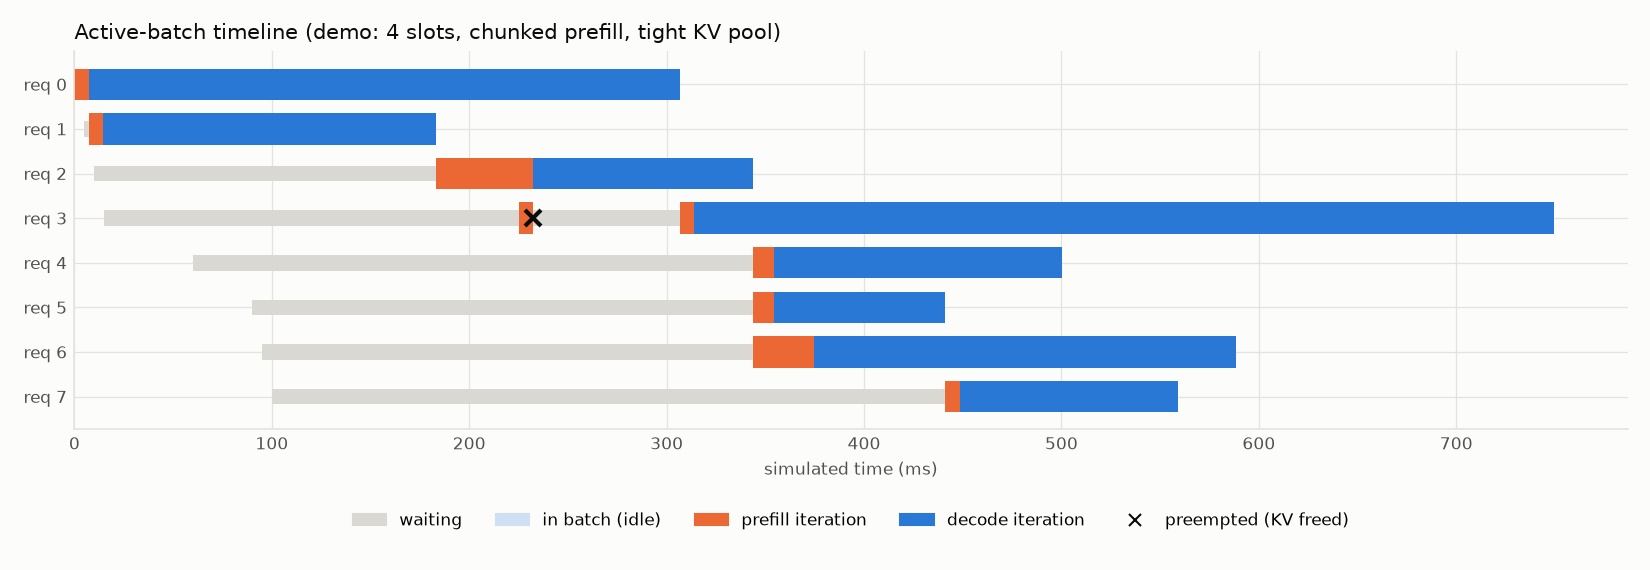 Active-batch timeline (demo: 4 slots, chunked prefill, tight KV pool)
req 0
req 1
req 2
req 3
req 4
req 5
req 6
req 7
0 100 200 300 400 500 600 700
simulated time (ms)
waiting in batch (idle) prefill iteration decode iteration preempted (KV freed)